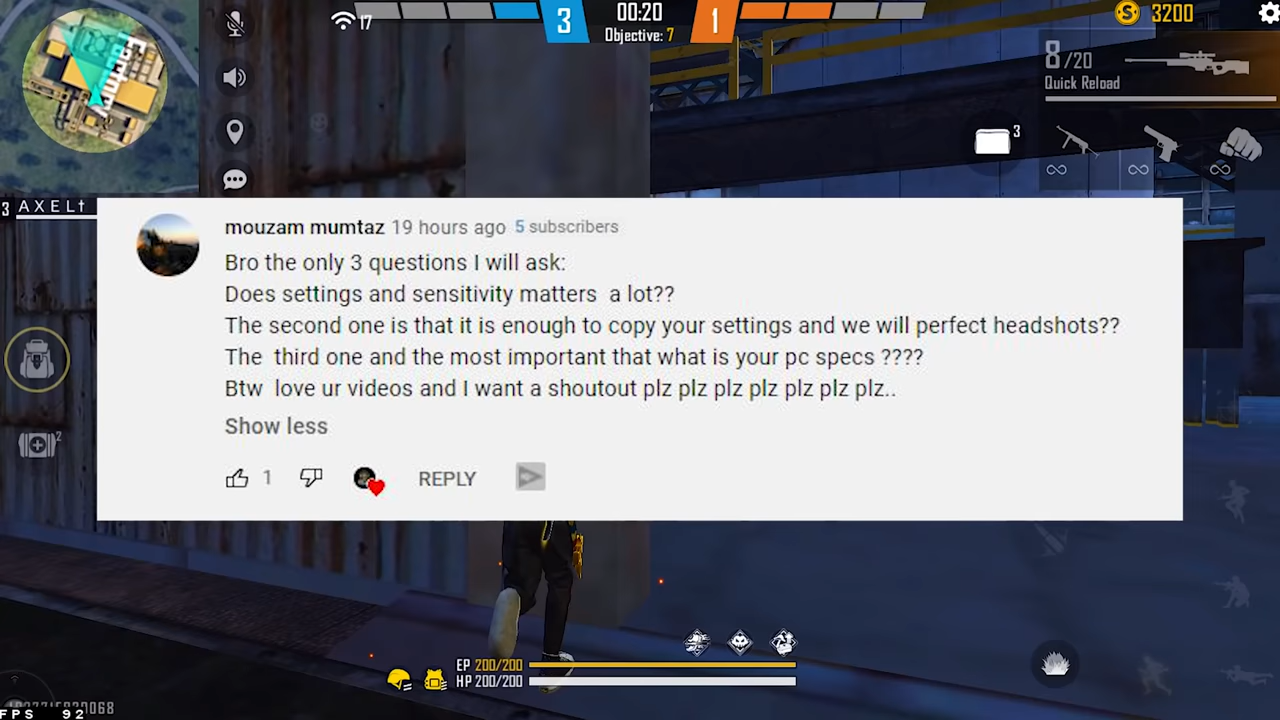 17
3
00:20
Objective: 7
1
3200
8/20
Quick Reload
3
3 AXEL†
mouzam mumtaz 19 hours ago 5 subscribers
Bro the only 3 questions I will ask:
Does settings and sensitivity matters a lot??
The second one is that it is enough to copy your settings and we will perfect headshots??
The third one and the most important that what is your pc specs ????
Btw love ur videos and I want a shoutout plz plz plz plz plz plz plz..
Show less
1
REPLY
2
EP 200/200
HP 200/200
FPS 92